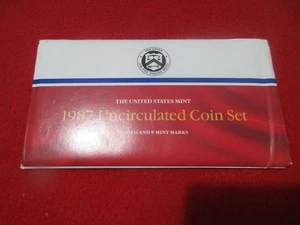 THE UNITED STATES MINT
1987 Uncirculated Coin Set
AND P MINT MARKS